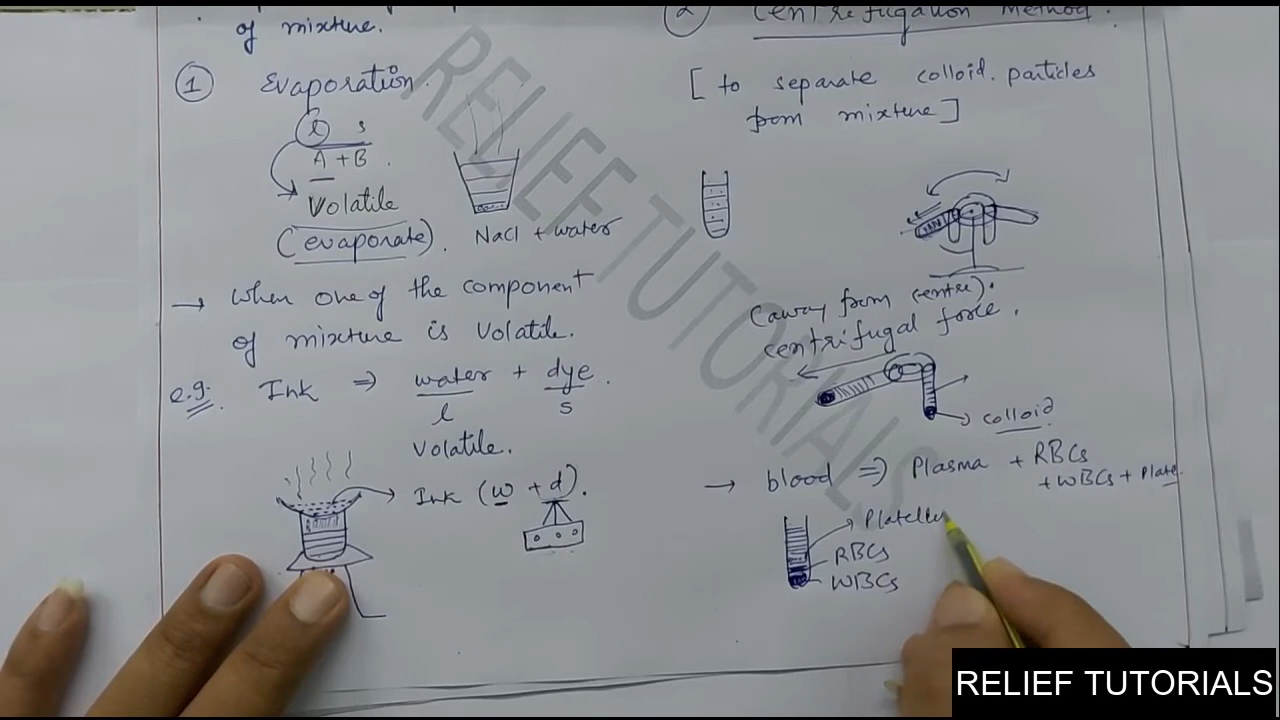 of mixture.
① Evaporation.
l s
A + B .
Volatile
(evaporate).
NaCl + water
→ When one of the component
of mixture is volatile.
e.g. Ink ⇒ water + dye.
l s
Volatile.
Ink (w + d).
② Centrifugation Method.
[ to separate colloid particles
from mixture ]
(away from centre).
centrifugal force.
colloid
→ blood ⇒ Plasma + RBCs
+ WBCs + Plate.
Platelets
RBCs
WBCs
RELIEF TUTORIALS
RELIEF TUTORIALS